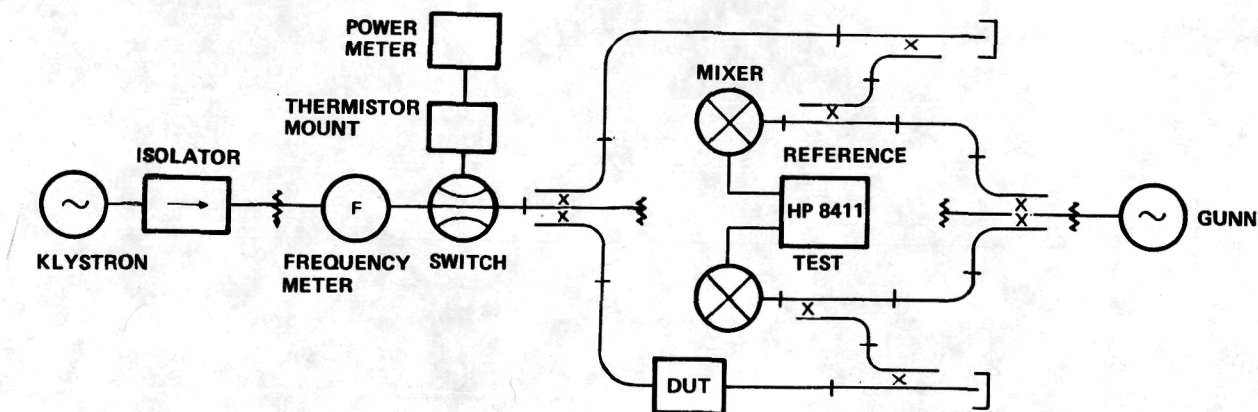 POWER
METER
THERMISTOR
MOUNT
ISOLATOR
KLYSTRON
F
FREQUENCY
METER
SWITCH
MIXER
REFERENCE
HP 8411
TEST
DUT
GUNN